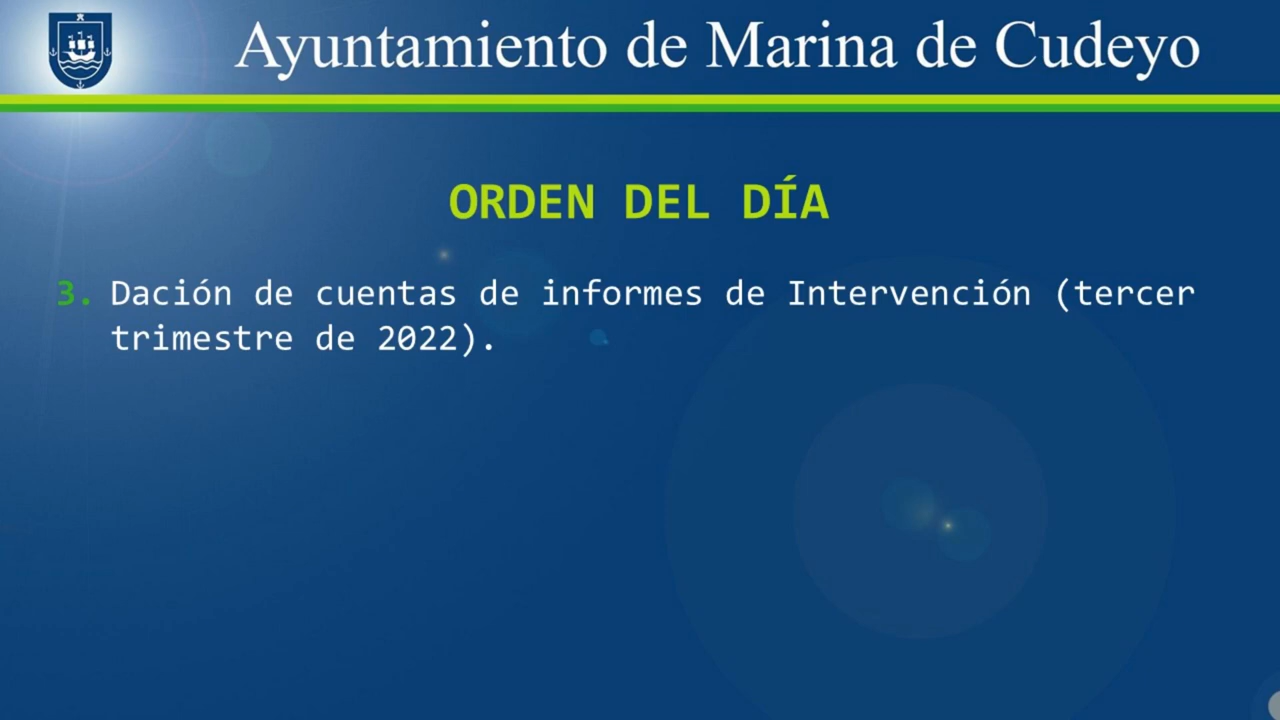 Ayuntamiento de Marina de Cudeyo
ORDEN DEL DÍA
3. Dación de cuentas de informes de Intervención (tercer
trimestre de 2022).